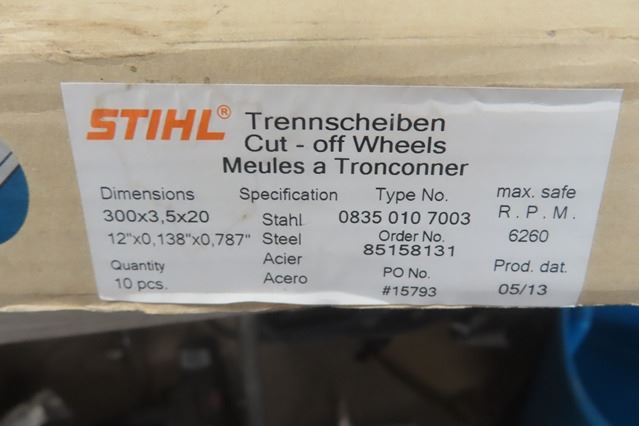 STIHL® Trennscheiben
Cut - off Wheels
Meules a Tronconner
Dimensions Specification Type No. max. safe
300x3,5x20 Stahl 0835 010 7003 R. P. M.
12"x0,138"x0,787" Steel Order No. 6260
Acier 85158131
Quantity Acero PO No. Prod. dat.
10 pcs. #15793 05/13